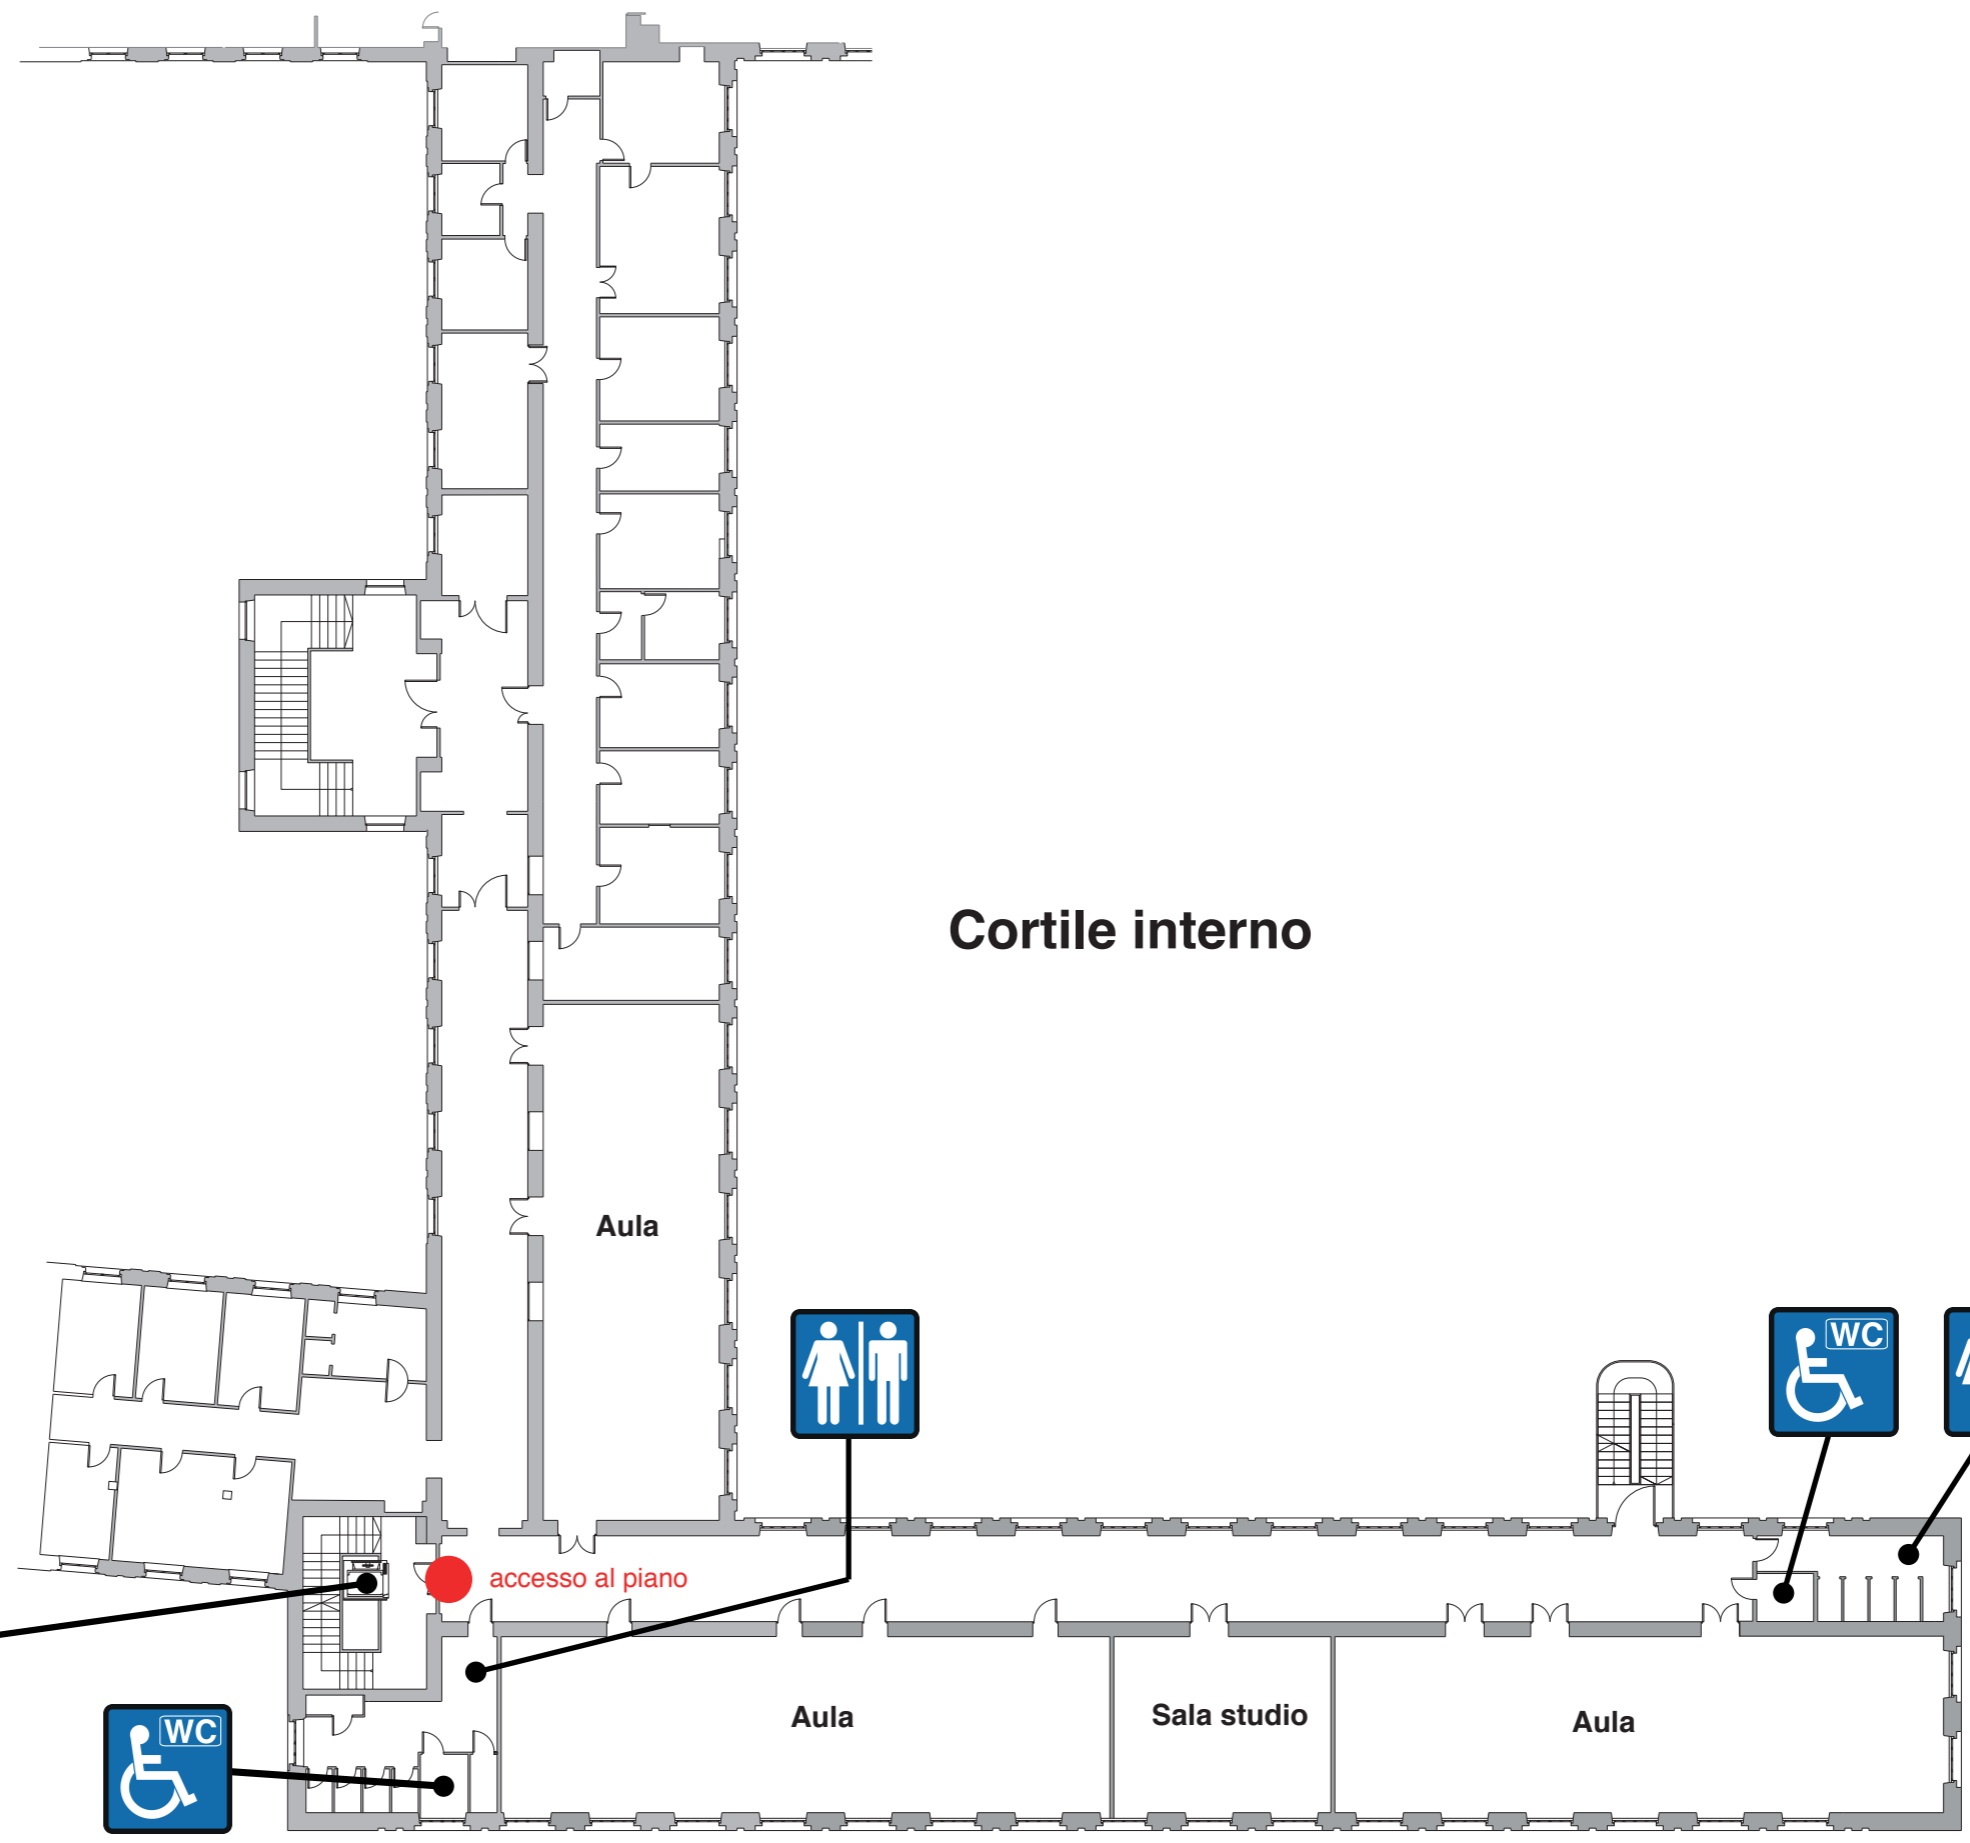 Cortile interno
Aula
WC
accesso al piano
Aula
Sala studio
Aula
WC